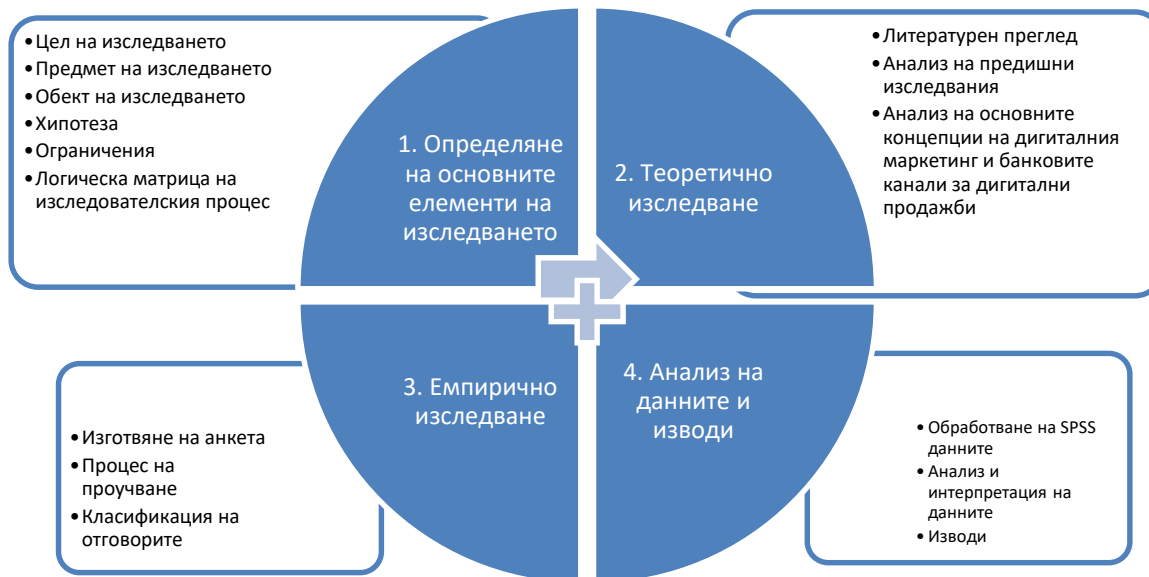 •Цел на изследването
•Предмет на изследването
•Обект на изследването
•Хипотеза
•Ограничения
•Логическа матрица на
изследователския процес
1. Определяне
на основните
елементи на
изследването
2. Теоретично
изследване
•Литературен преглед
•Анализ на предишни
изследвания
•Анализ на основните
концепции на дигиталния
маркетинг и банковите
канали за дигитални
продажби
•Изготвяне на анкета
•Процес на
проучване
•Класификация на
отговорите
3. Емпирично
изследване
4. Анализ на
данните и
изводи
•Обработване на SPSS
данните
•Анализ и
интерпретация на
данните
•Изводи